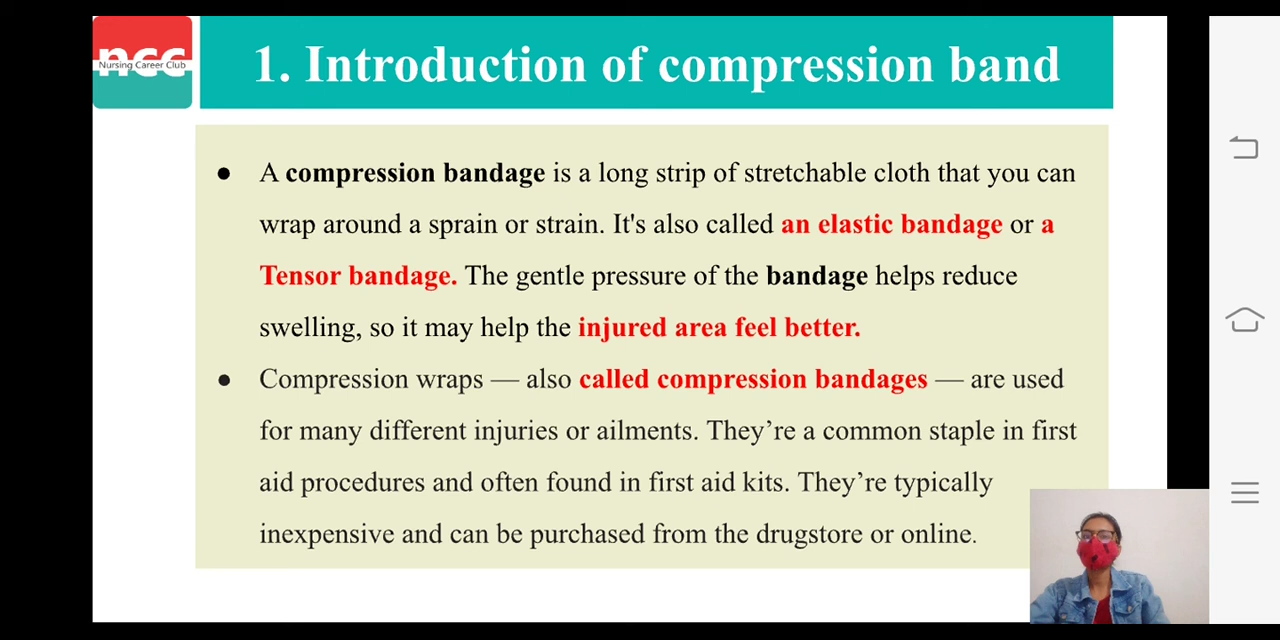 ncc
Nursing Career Club
1. Introduction of compression band
● A compression bandage is a long strip of stretchable cloth that you can
wrap around a sprain or strain. It's also called an elastic bandage or a
Tensor bandage. The gentle pressure of the bandage helps reduce
swelling, so it may help the injured area feel better.
● Compression wraps — also called compression bandages — are used
for many different injuries or ailments. They’re a common staple in first
aid procedures and often found in first aid kits. They’re typically
inexpensive and can be purchased from the drugstore or online.